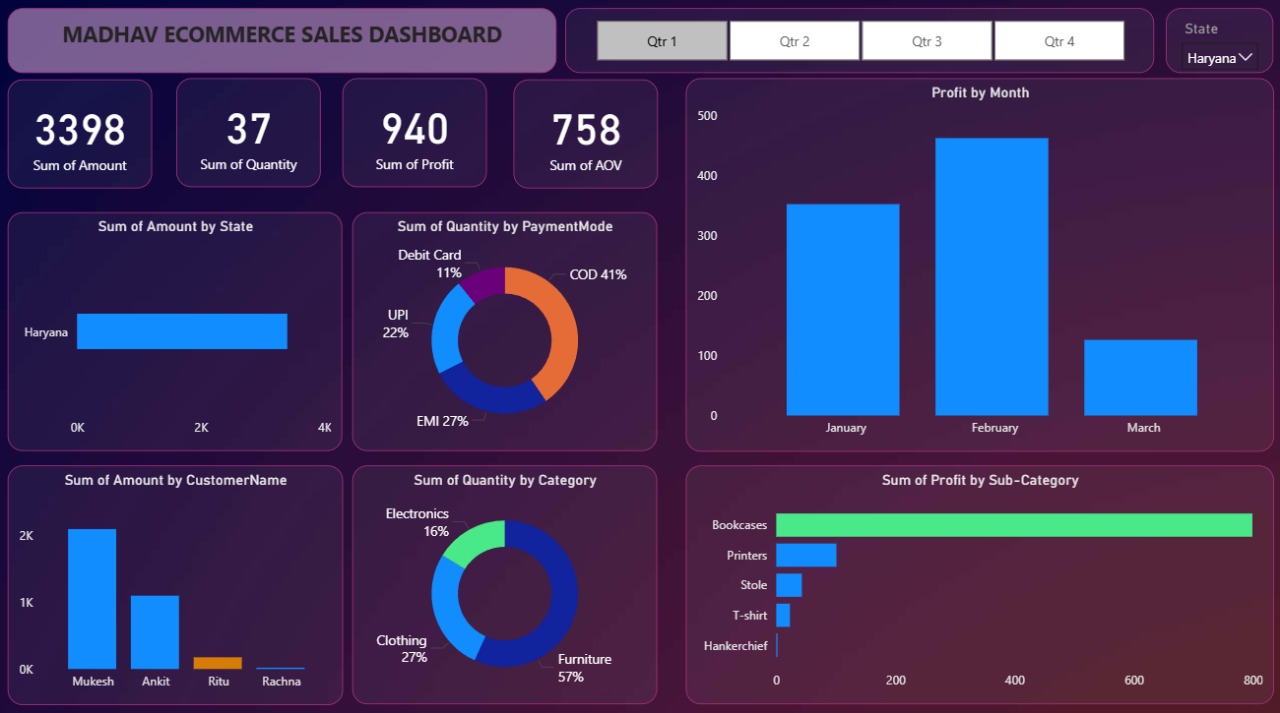 MADHAV ECOMMERCE SALES DASHBOARD
Qtr 1
Qtr 2
Qtr 3
Qtr 4
State
Haryana
3398
Sum of Amount
37
Sum of Quantity
940
Sum of Profit
758
Sum of AOV
Profit by Month
500
400
300
200
100
0
January
February
March
Sum of Amount by State
Haryana
0K
2K
4K
Sum of Quantity by PaymentMode
Debit Card
11%
COD 41%
UPI
22%
EMI 27%
Sum of Amount by CustomerName
2K
1K
0K
Mukesh
Ankit
Ritu
Rachna
Sum of Quantity by Category
Electronics
16%
Clothing
27%
Furniture
57%
Sum of Profit by Sub-Category
Bookcases
Printers
Stole
T-shirt
Hankerchief
0
200
400
600
800